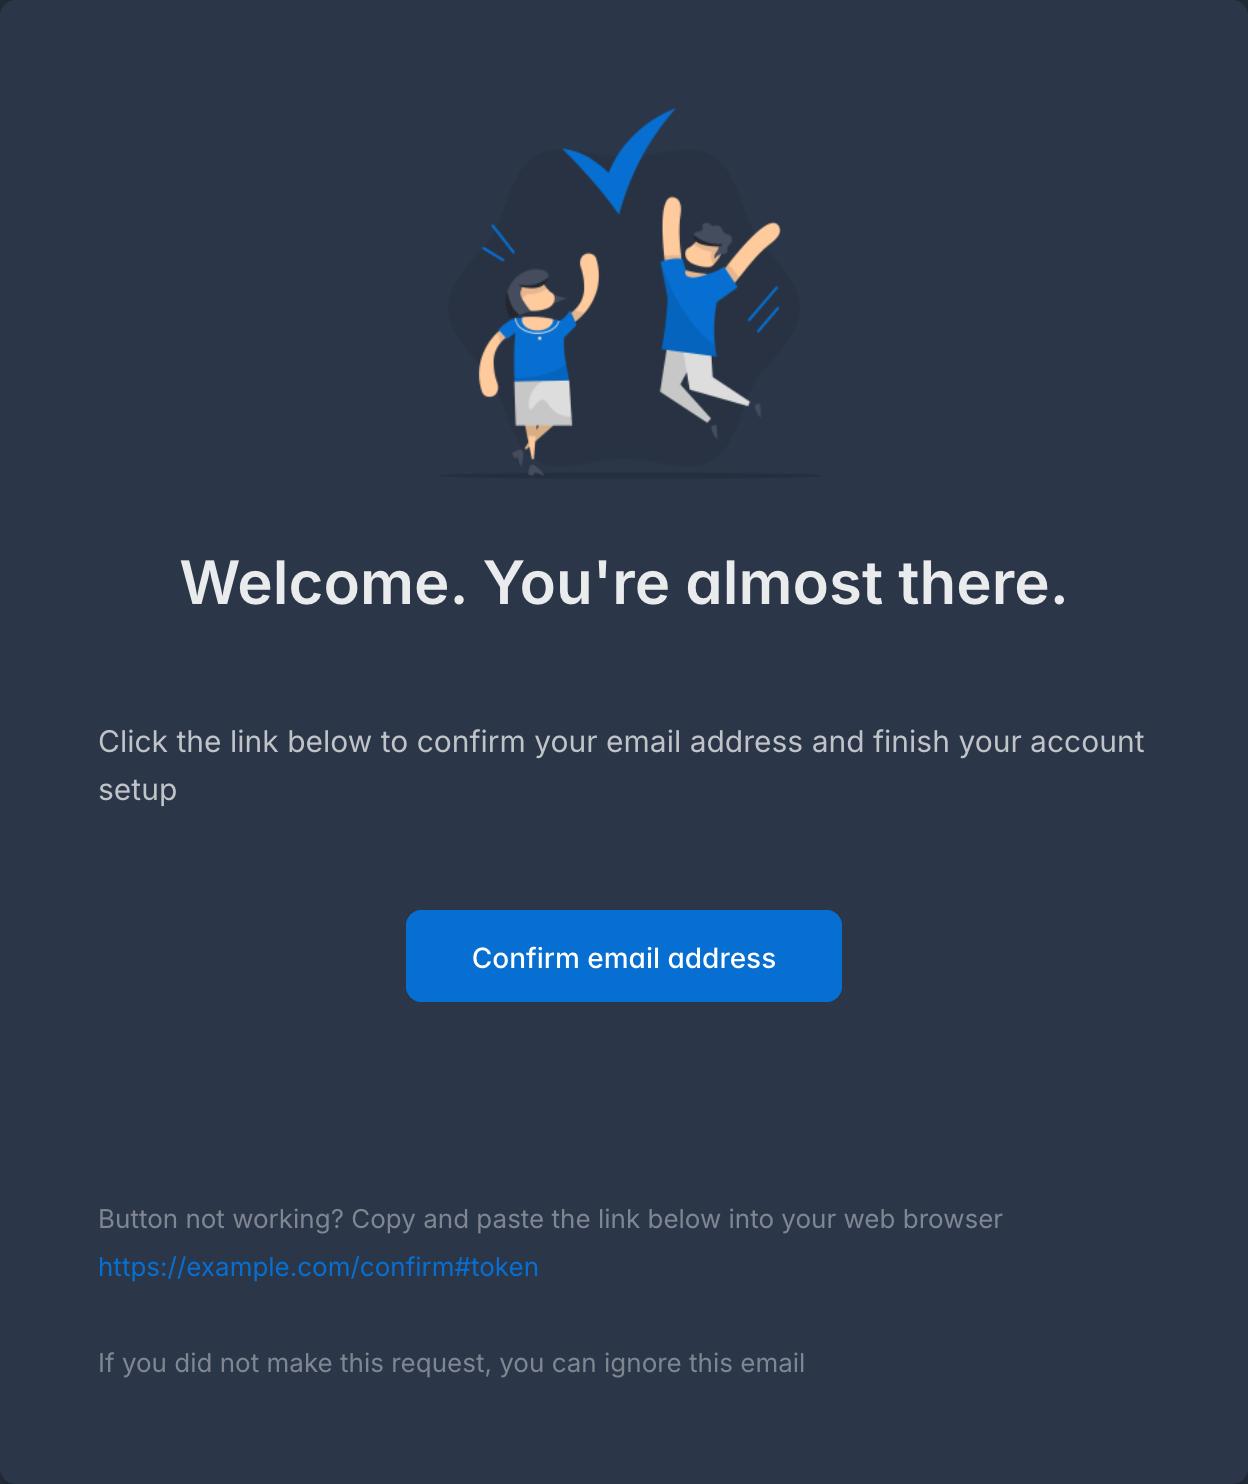 Welcome. You're almost there.
Click the link below to confirm your email address and finish your account
setup
Confirm email address
Button not working? Copy and paste the link below into your web browser
https://example.com/confirm#token
If you did not make this request, you can ignore this email